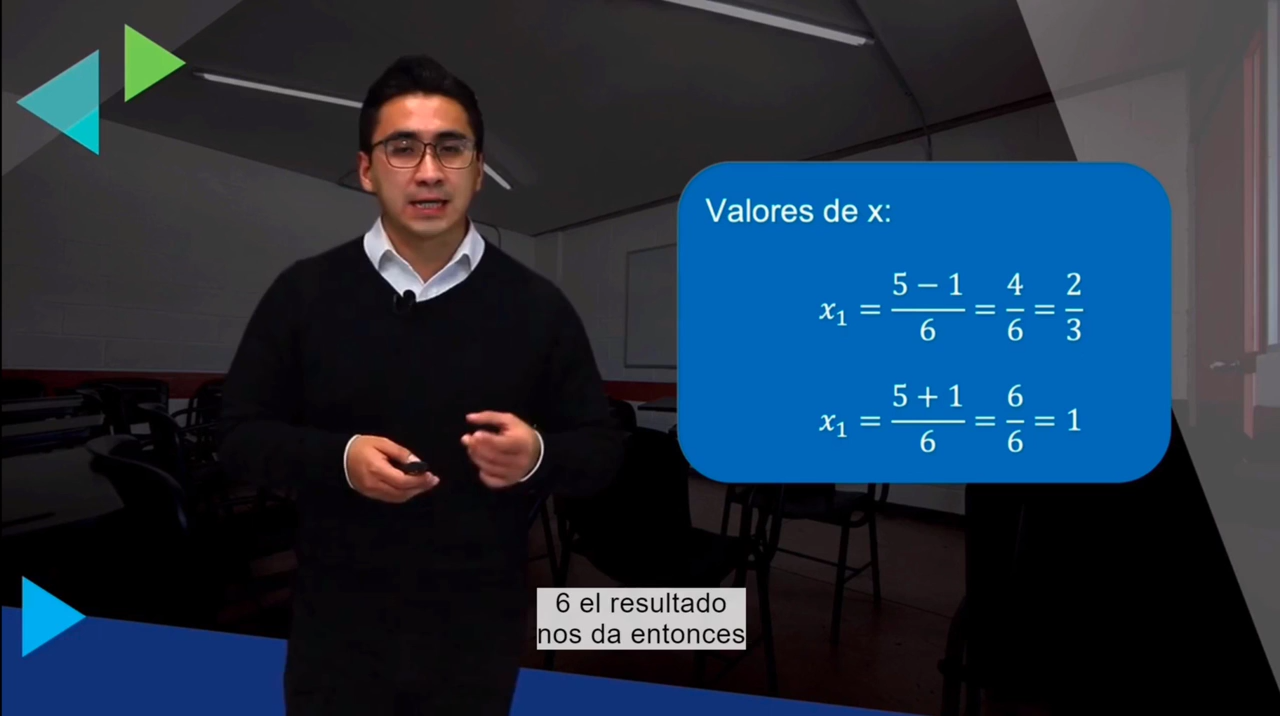 Valores de x:
x₁ = (5 − 1)/6 = 4/6 = 2/3
x₁ = (5 + 1)/6 = 6/6 = 1
6 el resultado
nos da entonces